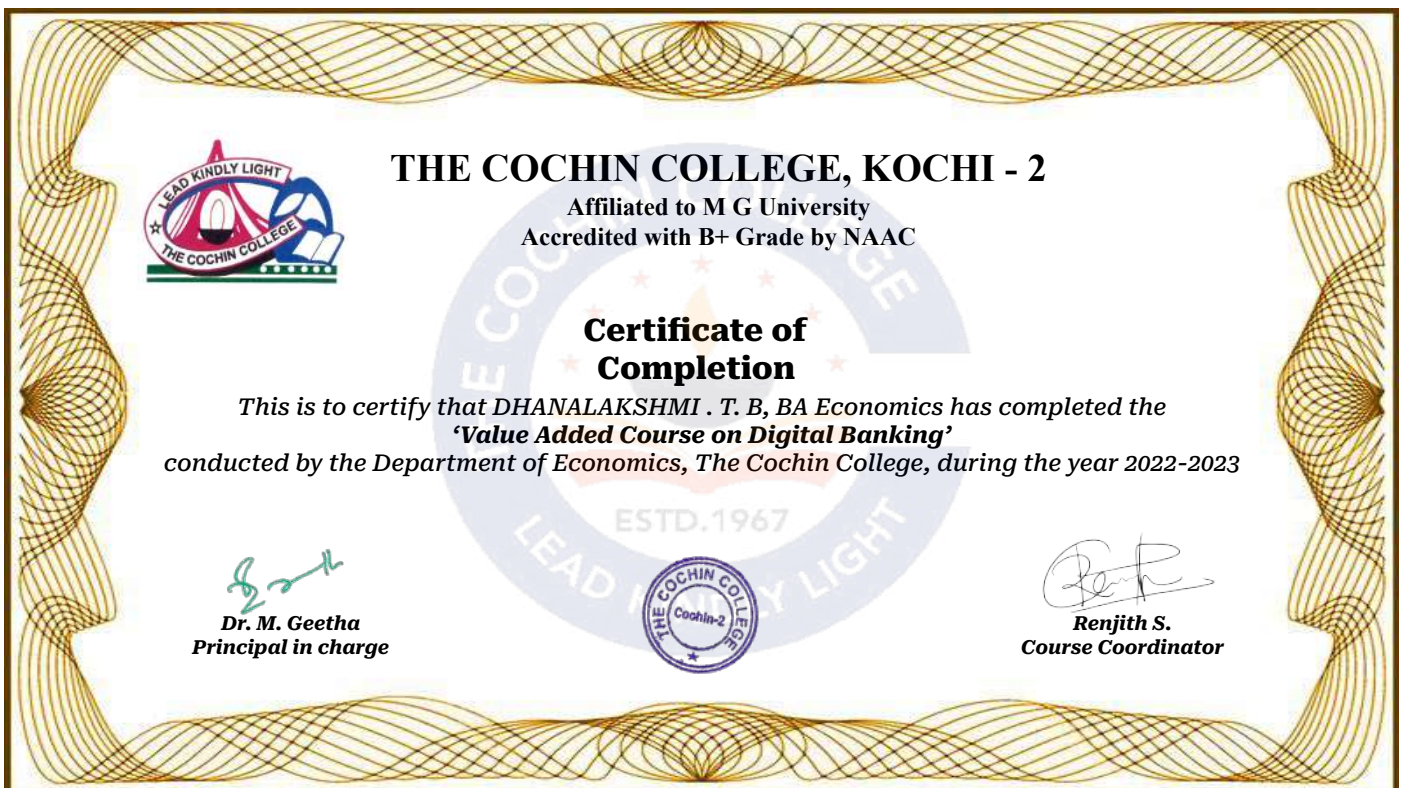 LEAD KINDLY LIGHT
THE COCHIN COLLEGE
THE COCHIN COLLEGE, KOCHI - 2
Affiliated to M G University
Accredited with B+ Grade by NAAC
THE COCHIN COLLEGE
Certificate of
Completion
This is to certify that DHANALAKSHMI . T. B, BA Economics has completed the
‘Value Added Course on Digital Banking’
conducted by the Department of Economics, The Cochin College, during the year 2022-2023
ESTD.1967
LEAD KINDLY LIGHT
Dr. M. Geetha
Principal in charge
THE COCHIN COLLEGE
Cochin-2
Renjith S.
Course Coordinator